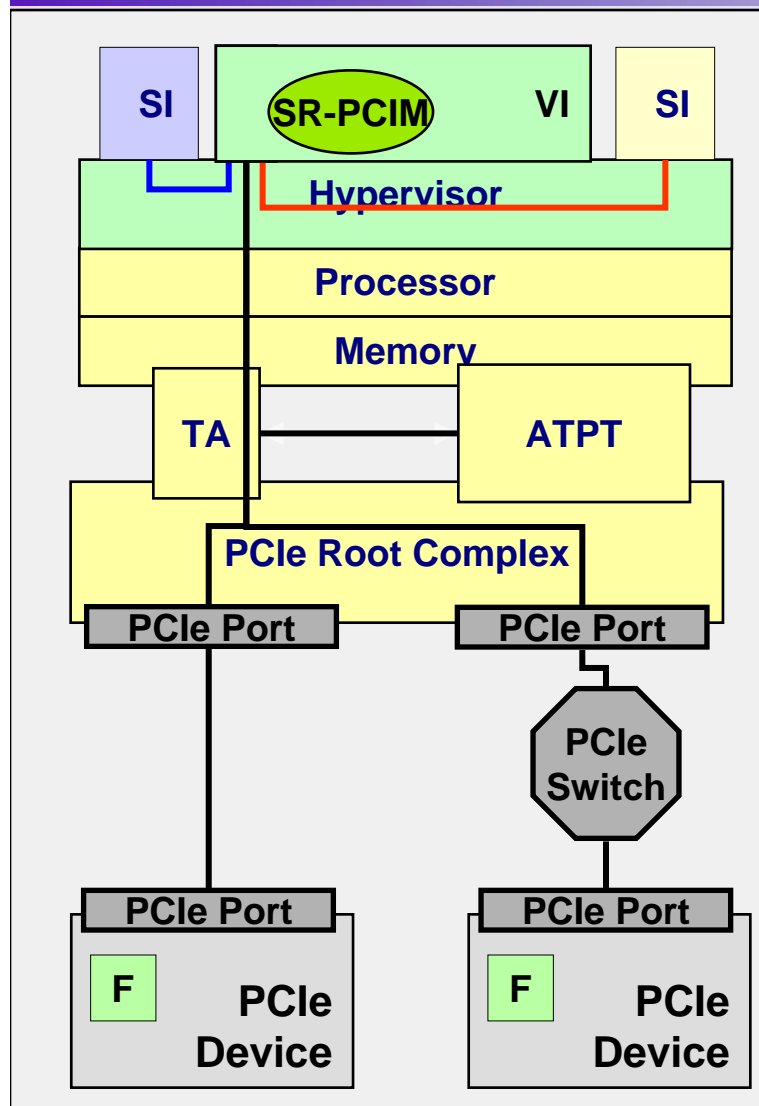 SI
SR-PCIM
VI
SI
Hypervisor
Processor
Memory
TA
ATPT
PCIe Root Complex
PCIe Port
PCIe Port
PCIe
Switch
PCIe Port
PCIe Port
F
PCIe
Device
F
PCIe
Device